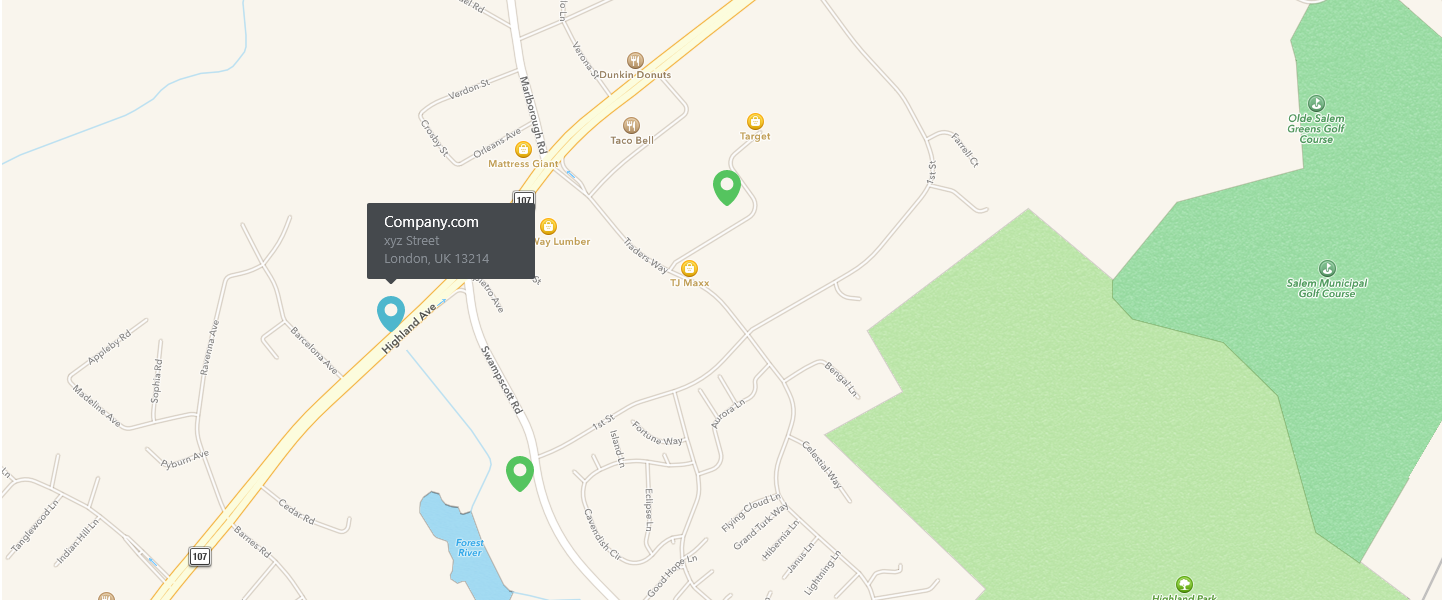 Verona S
Dunkin Donuts
Verdon St
Marlborough Rd
Crosby St
Orleans Ave
Taco Bell
Target
Mattress Giant
Olde Salem
Greens Golf
Course
Farrell Ct
1st St
107
Company.com
xyz Street
London, UK 13214
Way Lumber
Traders Way
TJ Maxx
Salem Municipal
Golf Course
Highland Ave
Appleby Rd
Sophia Rd
Ravenna Ave
Barcelona Ave
Madeline Ave
Swampscott Rd
Bengal Ln
Aurora Ln
1st St
Fortune Way
Island Ln
Pyburn Ave
Celestial Way
Tanglewood Ln
Indian Hill Ln
Cedar Rd
Barnes Rd
107
Forest
River
Eclipse Ln
Cavendish Cir
Good Hope Ln
Flying Cloud Ln
Grand Turk Way
Hibernia Ln
Janus Ln
Lightning Ln
Highland Park